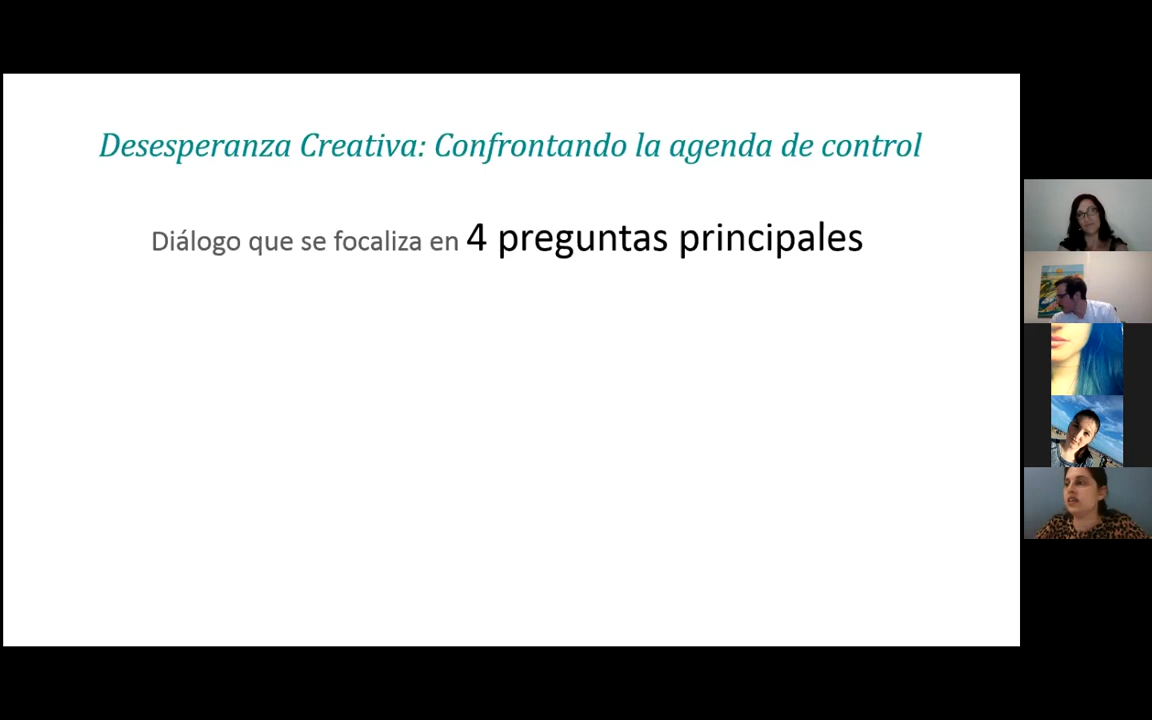 Desesperanza Creativa: Confrontando la agenda de control
Diálogo que se focaliza en 4 preguntas principales